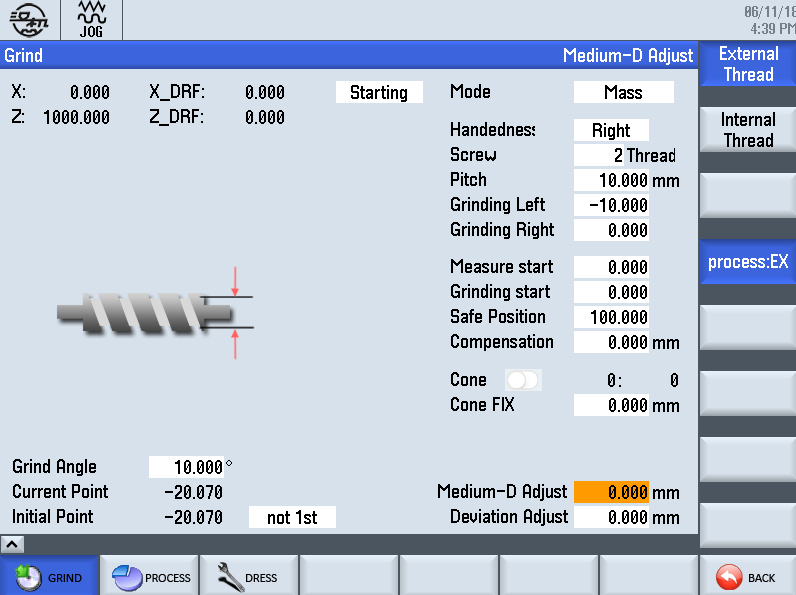 JOG
06/11/18
4:39 PM
Grind
Medium-D Adjust
X: 0.000 X_DRF: 0.000 Starting
Z: 1000.000 Z_DRF: 0.000
Mode Mass
Handedness Right
Screw 2 Thread
Pitch 10.000 mm
Grinding Left -10.000
Grinding Right 0.000
Measure start 0.000
Grinding start 0.000
Safe Position 100.000
Compensation 0.000 mm
Cone 0: 0
Cone FIX 0.000 mm
Grind Angle 10.000 °
Current Point -20.070
Initial Point -20.070 not 1st
Medium-D Adjust 0.000 mm
Deviation Adjust 0.000 mm
External
Thread
Internal
Thread
process:EX
GRIND PROCESS DRESS BACK